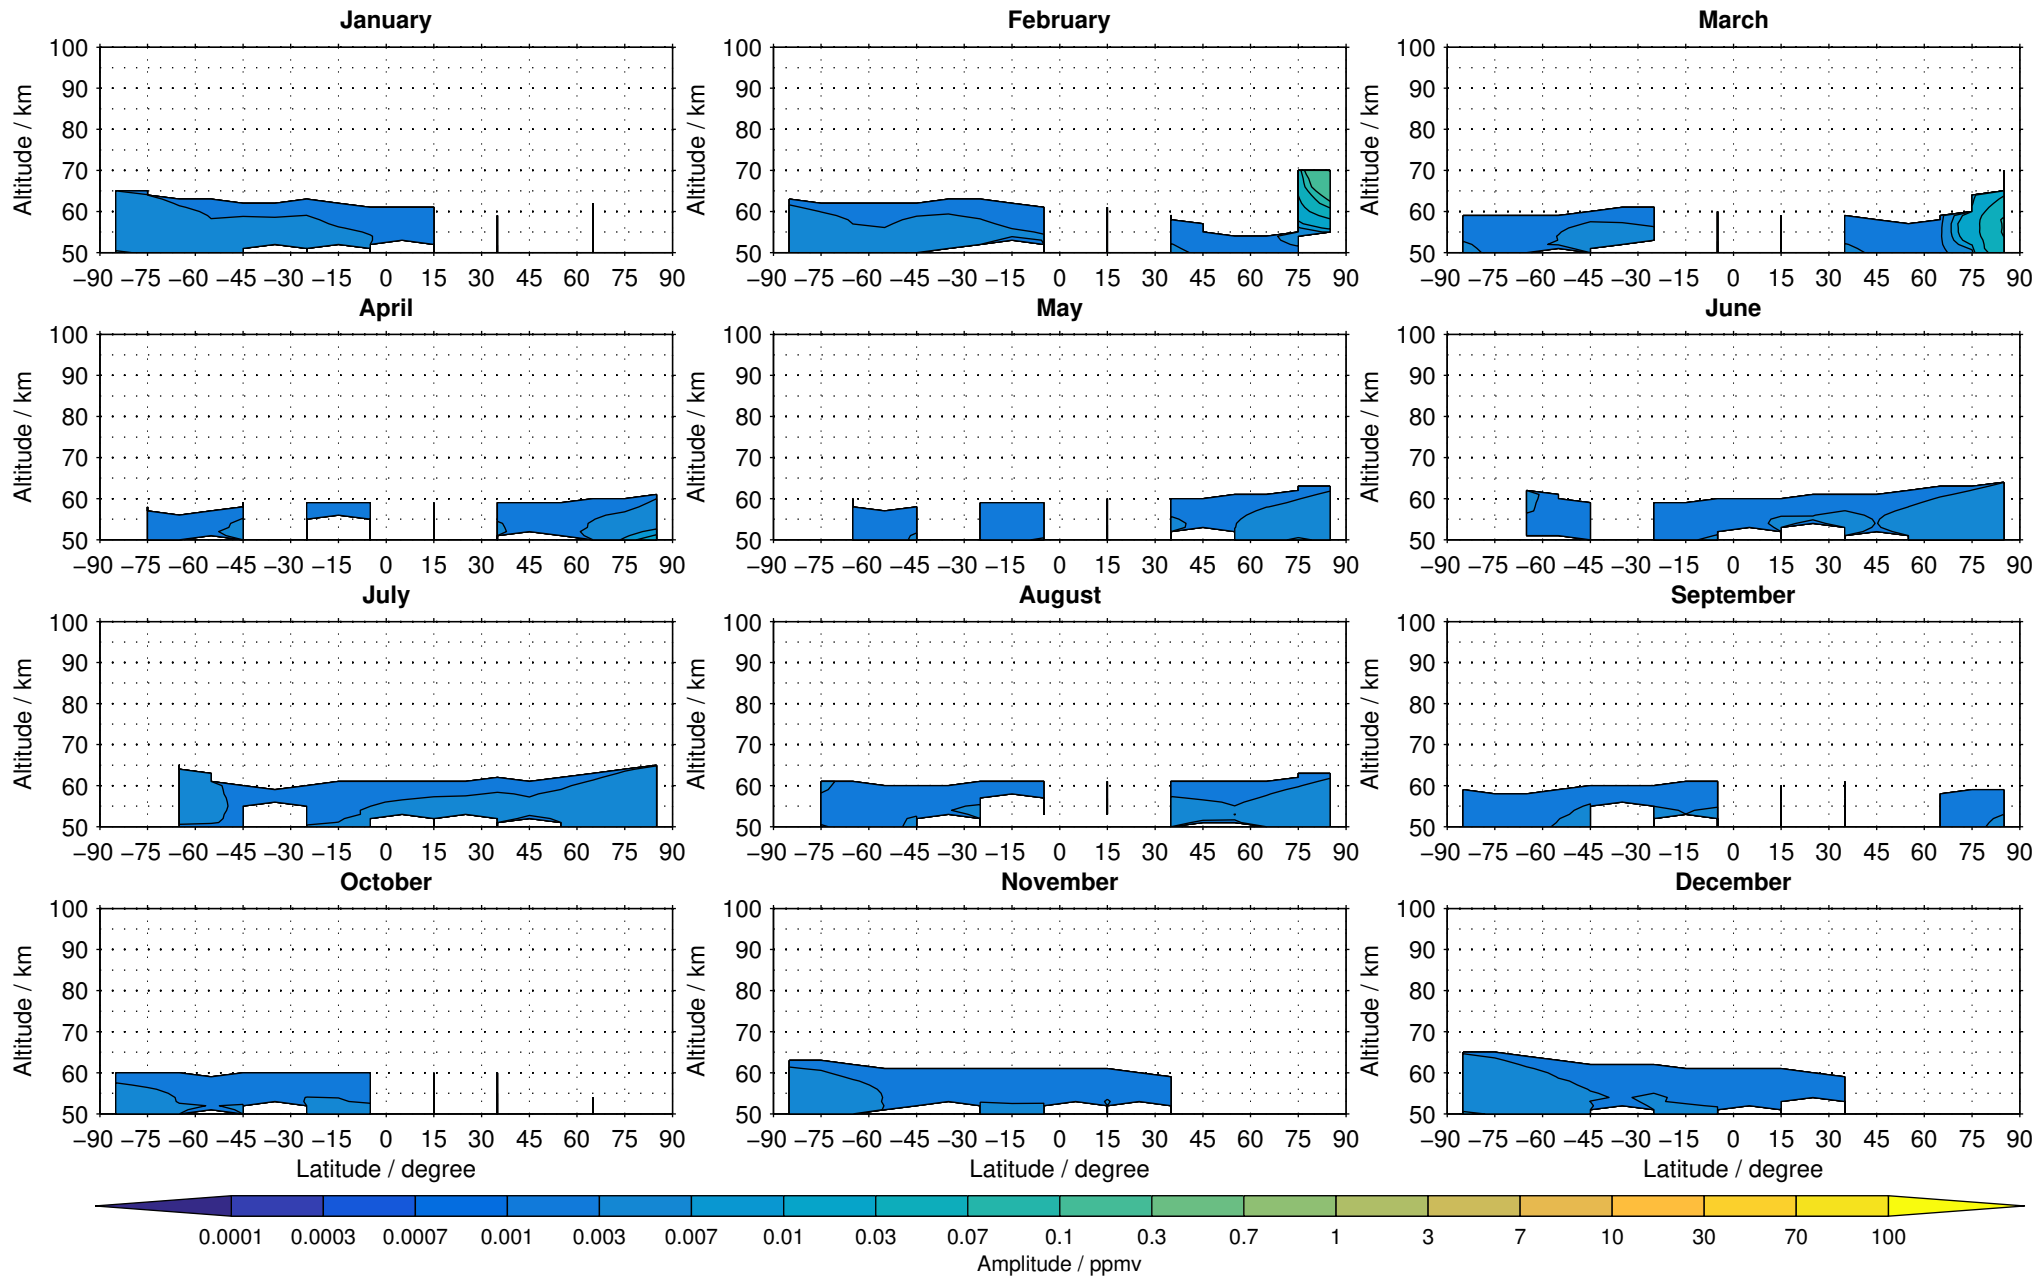 January February March
100 100 100
90 90 90
80 80 80
70 70 70
60 60 60
50 50 50
Altitude / km Altitude / km Altitude / km
−90 −75 −60 −45 −30 −15 0 15 30 45 60 75 90 −90 −75 −60 −45 −30 −15 0 15 30 45 60 75 90 −90 −75 −60 −45 −30 −15 0 15 30 45 60 75 90
April May June
100 100 100
90 90 90
80 80 80
70 70 70
60 60 60
50 50 50
Altitude / km Altitude / km Altitude / km
−90 −75 −60 −45 −30 −15 0 15 30 45 60 75 90 −90 −75 −60 −45 −30 −15 0 15 30 45 60 75 90 −90 −75 −60 −45 −30 −15 0 15 30 45 60 75 90
July August September
100 100 100
90 90 90
80 80 80
70 70 70
60 60 60
50 50 50
Altitude / km Altitude / km Altitude / km
−90 −75 −60 −45 −30 −15 0 15 30 45 60 75 90 −90 −75 −60 −45 −30 −15 0 15 30 45 60 75 90 −90 −75 −60 −45 −30 −15 0 15 30 45 60 75 90
October November December
100 100 100
90 90 90
80 80 80
70 70 70
60 60 60
50 50 50
Altitude / km Altitude / km Altitude / km
−90 −75 −60 −45 −30 −15 0 15 30 45 60 75 90 −90 −75 −60 −45 −30 −15 0 15 30 45 60 75 90 −90 −75 −60 −45 −30 −15 0 15 30 45 60 75 90
Latitude / degree Latitude / degree Latitude / degree
0.0001 0.0003 0.0007 0.001 0.003 0.007 0.01 0.03 0.07 0.1 0.3 0.7 1 3 7 10 30 70 100
Amplitude / ppmv